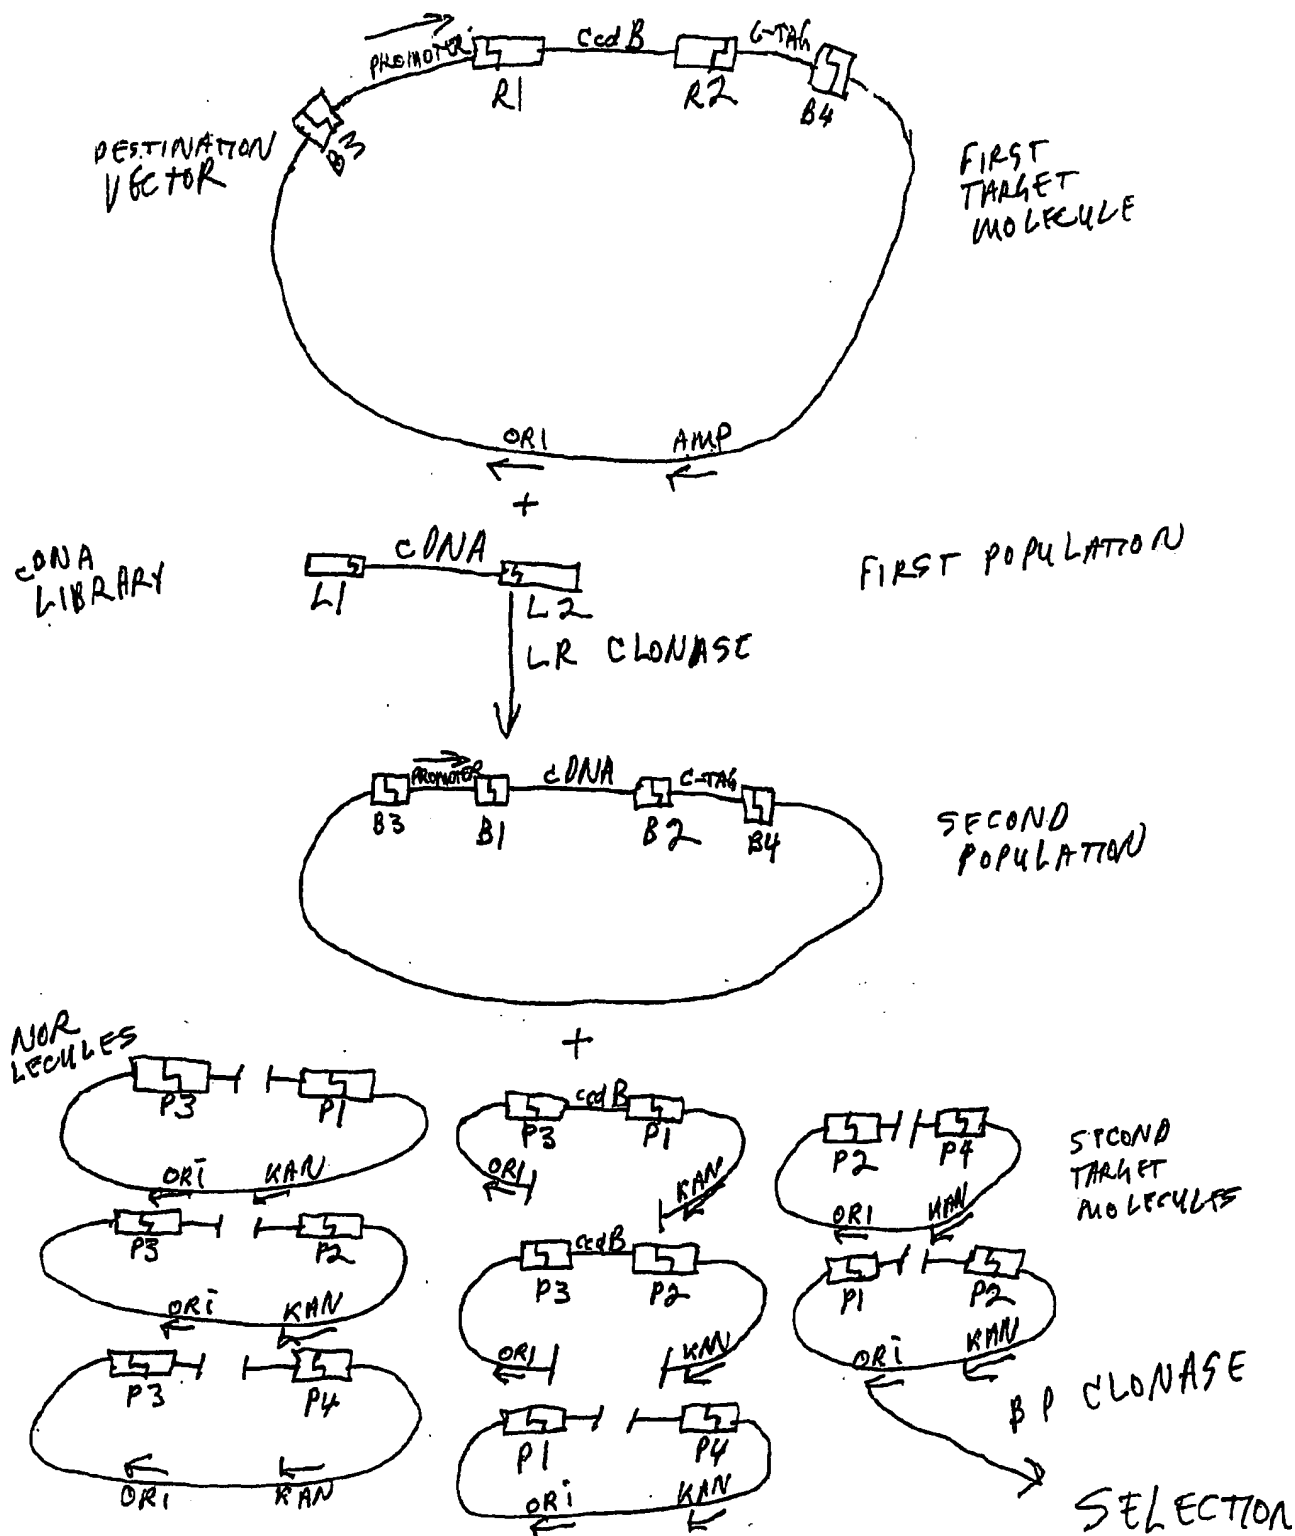 PROMOTER
CcdB
C-TAG
R1
R2
B4
B3
DESTINATION
VECTOR
FIRST
TARGET
MOLECULE
ORI
AMP
+
cDNA
LIBRARY
cDNA
L1
L2
FIRST POPULATION
LR CLONASE
PROMOTER
cDNA
C-TAG
B3
B1
B2
B4
SECOND
POPULATION
+
NOR
LECULES
P3
P1
ORI
KAN
P3
P2
ORI
KAN
P3
P4
ORI
KAN
ccdB
P3
P1
ORI
KAN
ccdB
P3
P2
ORI
KAN
P1
P4
ORI
KAN
P2
P4
ORI
KAN
P1
P2
ORI
KAN
SECOND
TARGET
MOLECULES
BP CLONASE
SELECTION